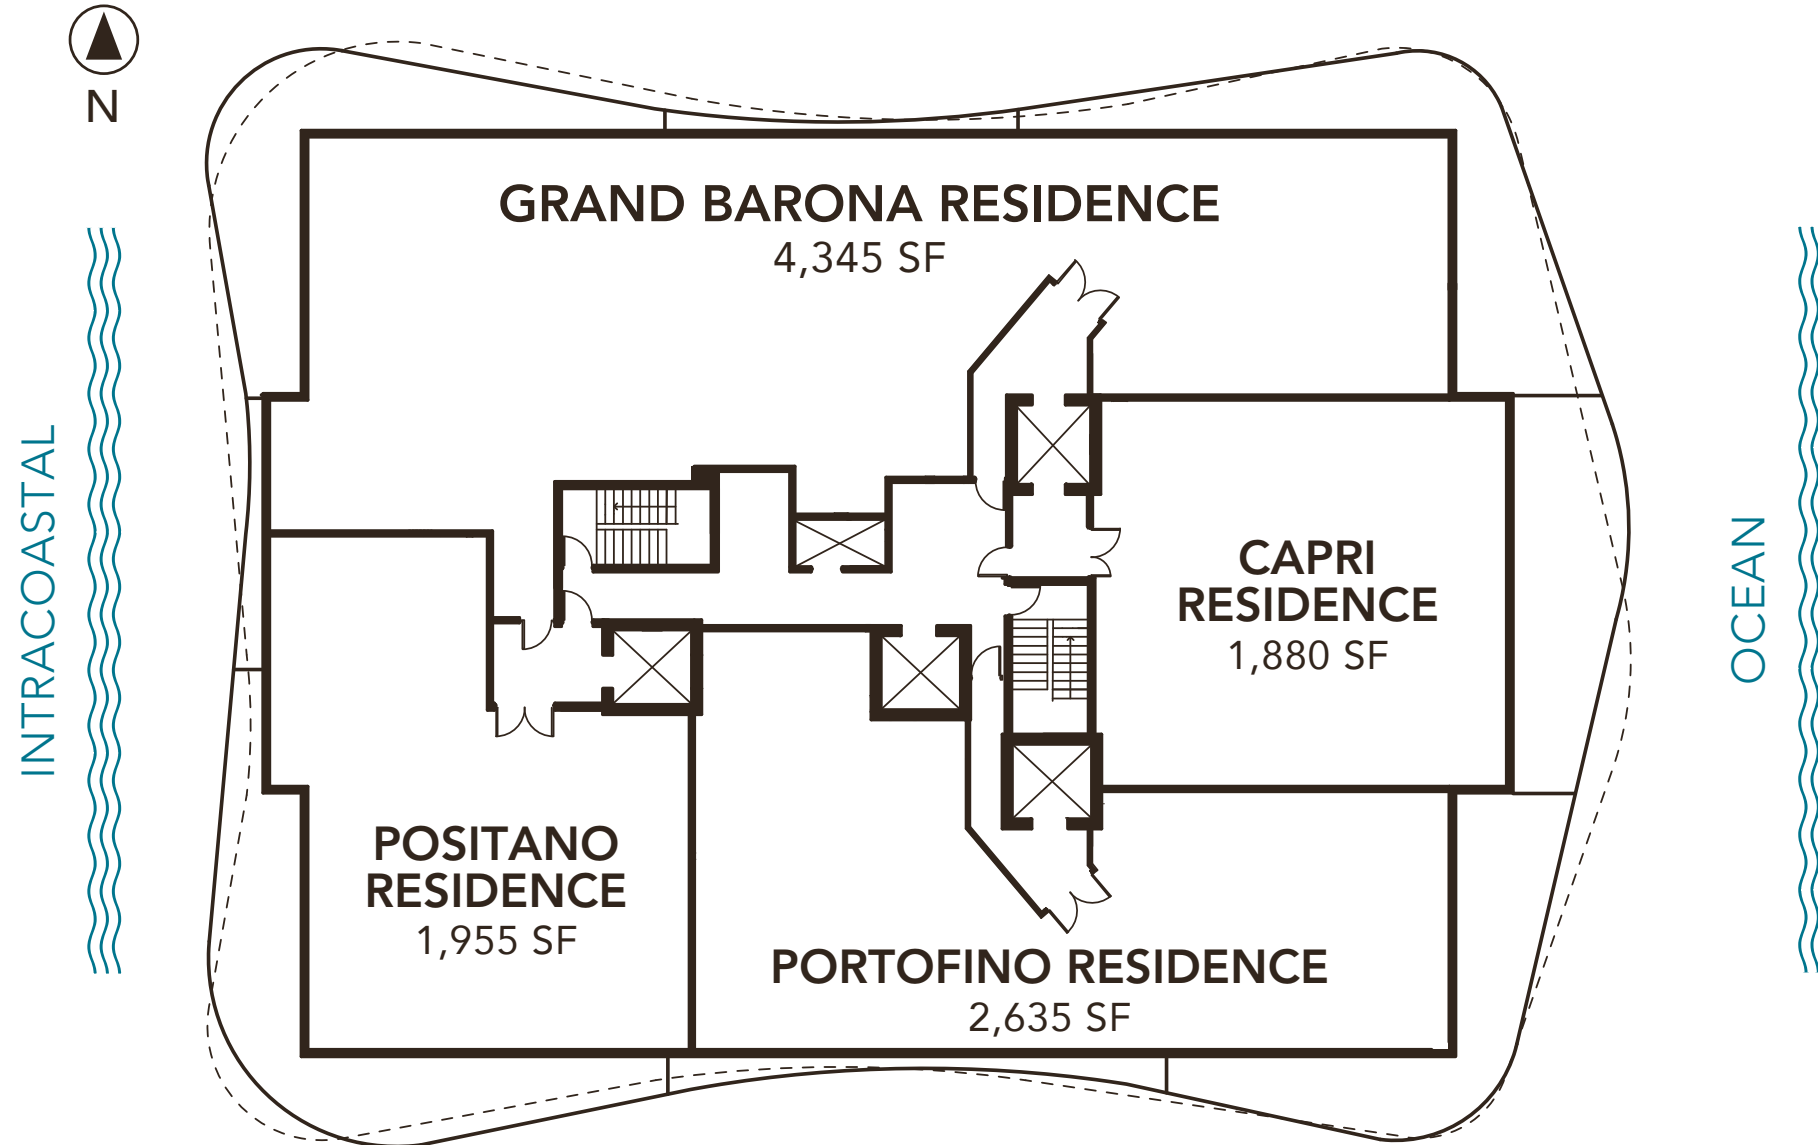 N
GRAND BARONA RESIDENCE
4,345 SF
INTRACOASTAL
OCEAN
CAPRI
RESIDENCE
1,880 SF
POSITANO
RESIDENCE
1,955 SF
PORTOFINO RESIDENCE
2,635 SF